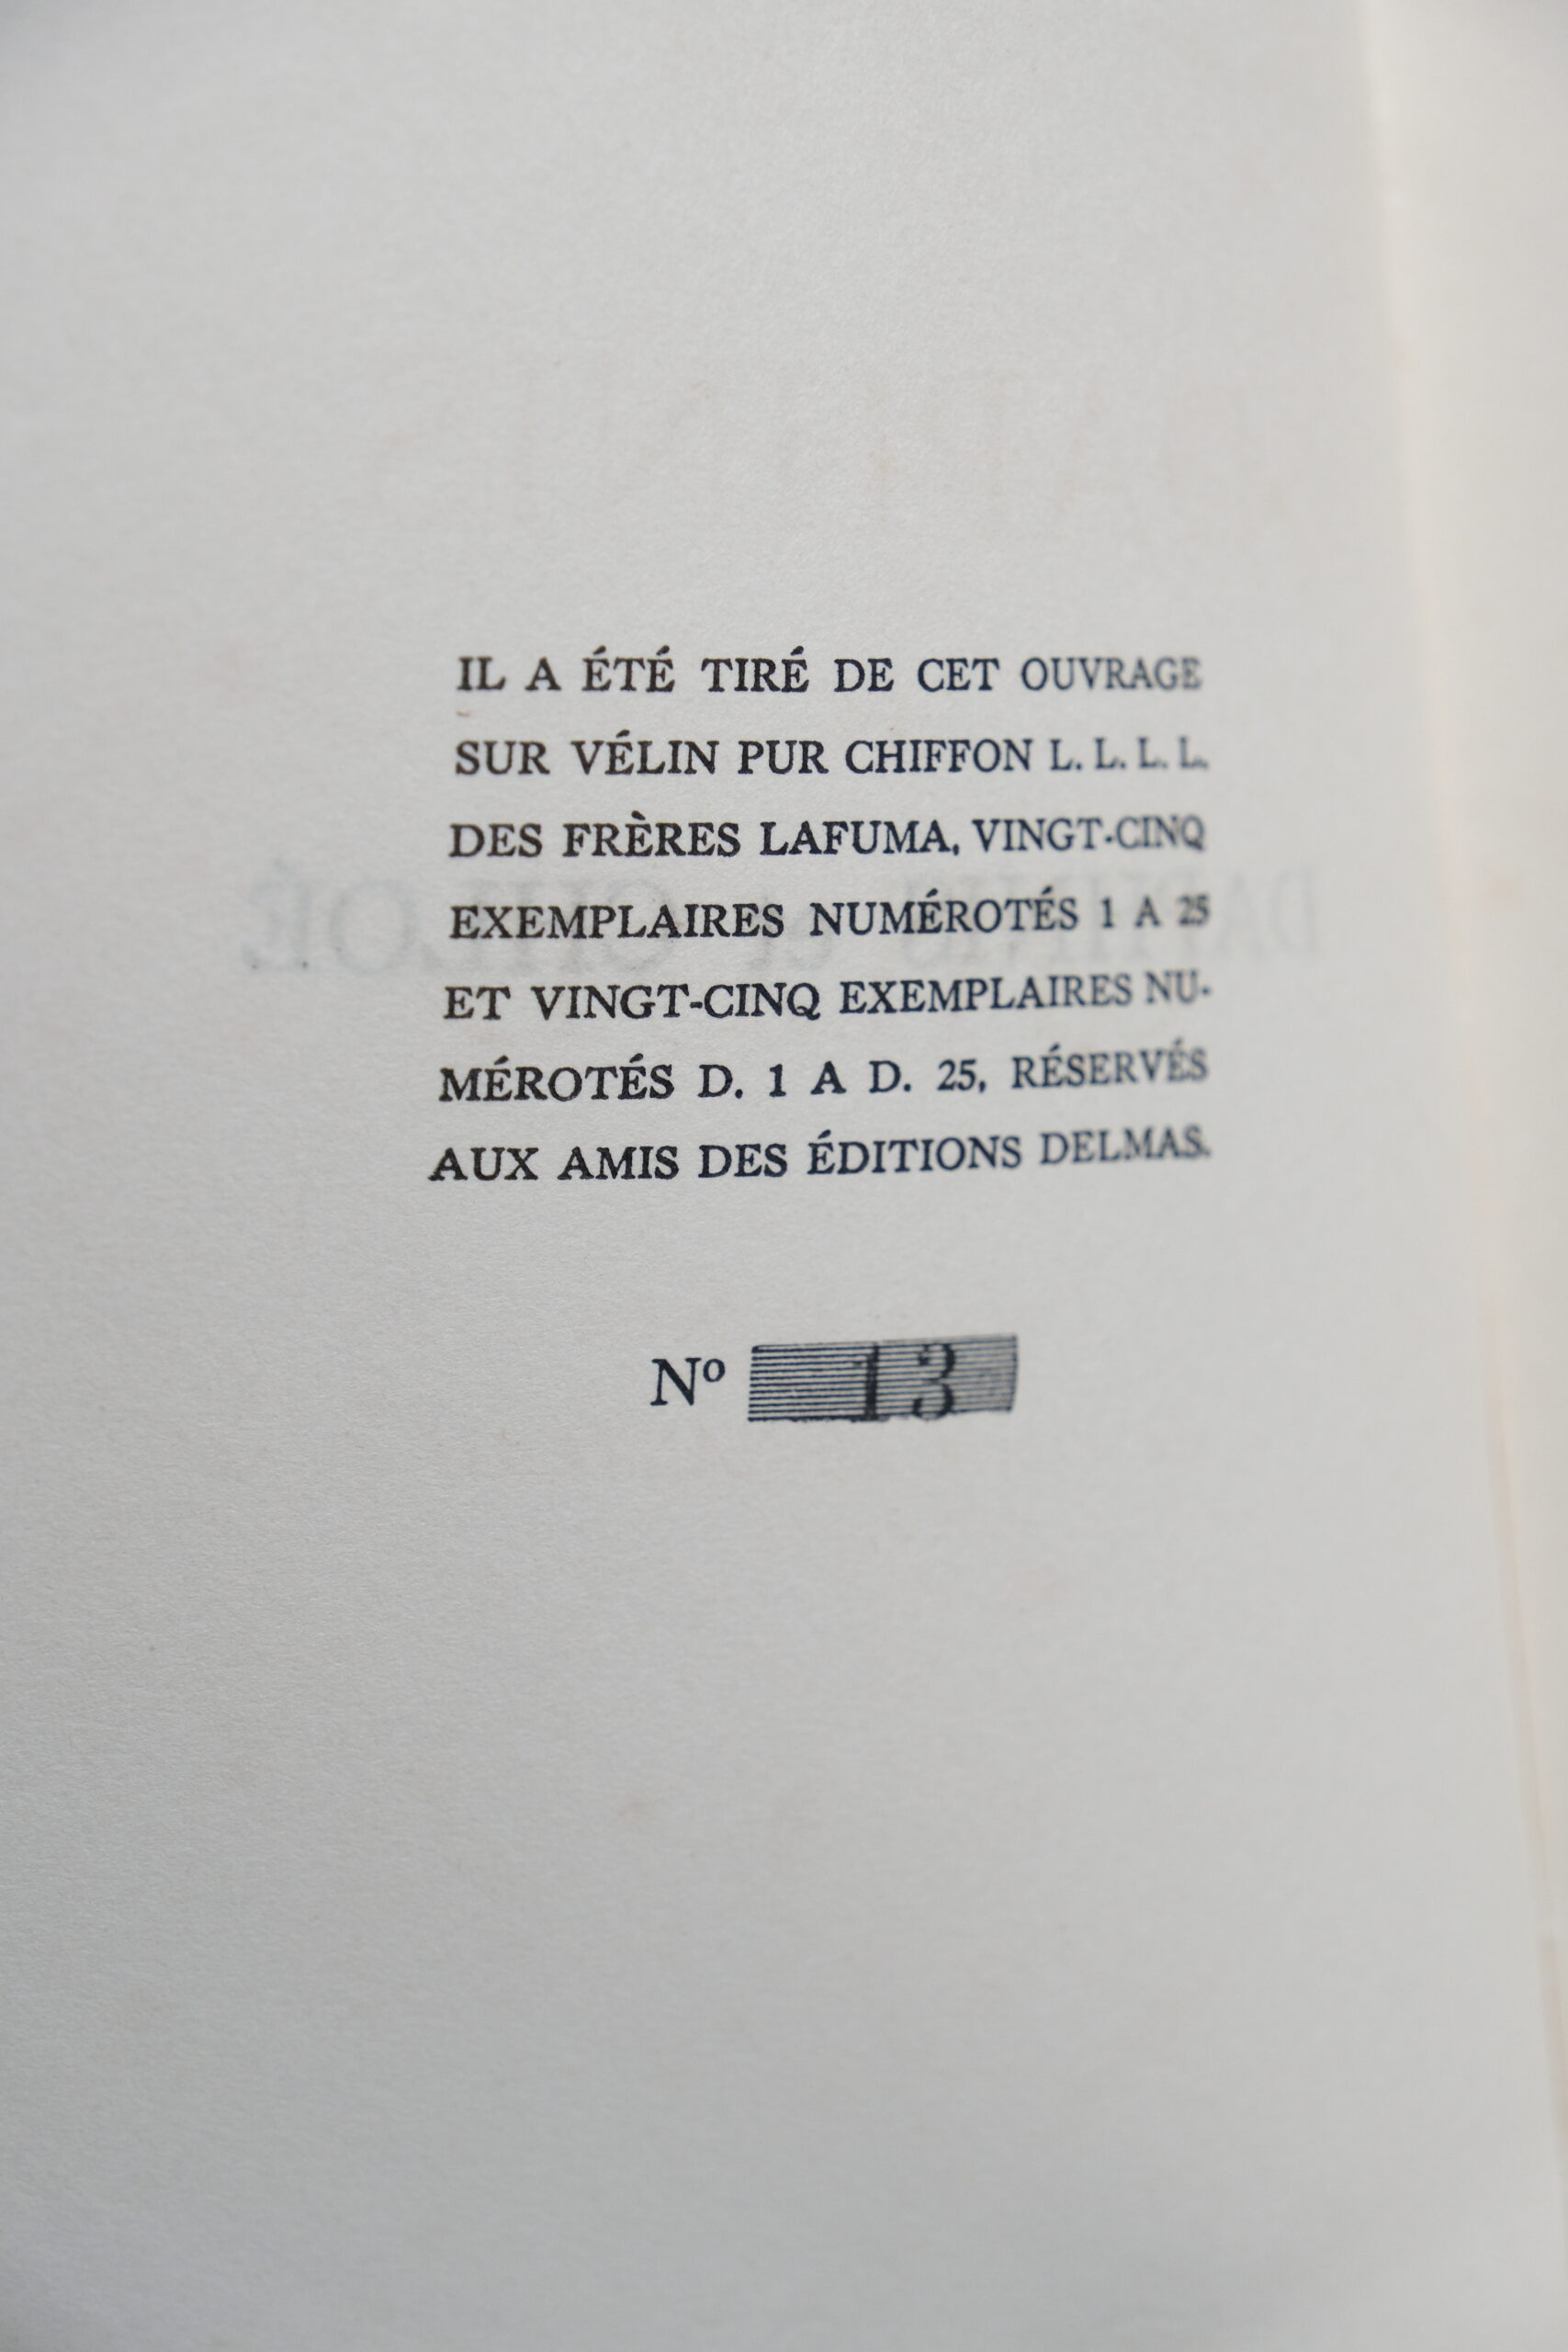 IL A ÉTÉ TIRÉ DE CET OUVRAGE
SUR VÉLIN PUR CHIFFON L. L. L. L.
DES FRÈRES LAFUMA, VINGT-CINQ
EXEMPLAIRES NUMÉROTÉS 1 A 25
ET VINGT-CINQ EXEMPLAIRES NU-
MÉROTÉS D. 1 A D. 25, RÉSERVÉS
AUX AMIS DES ÉDITIONS DELMAS.
Nº 13